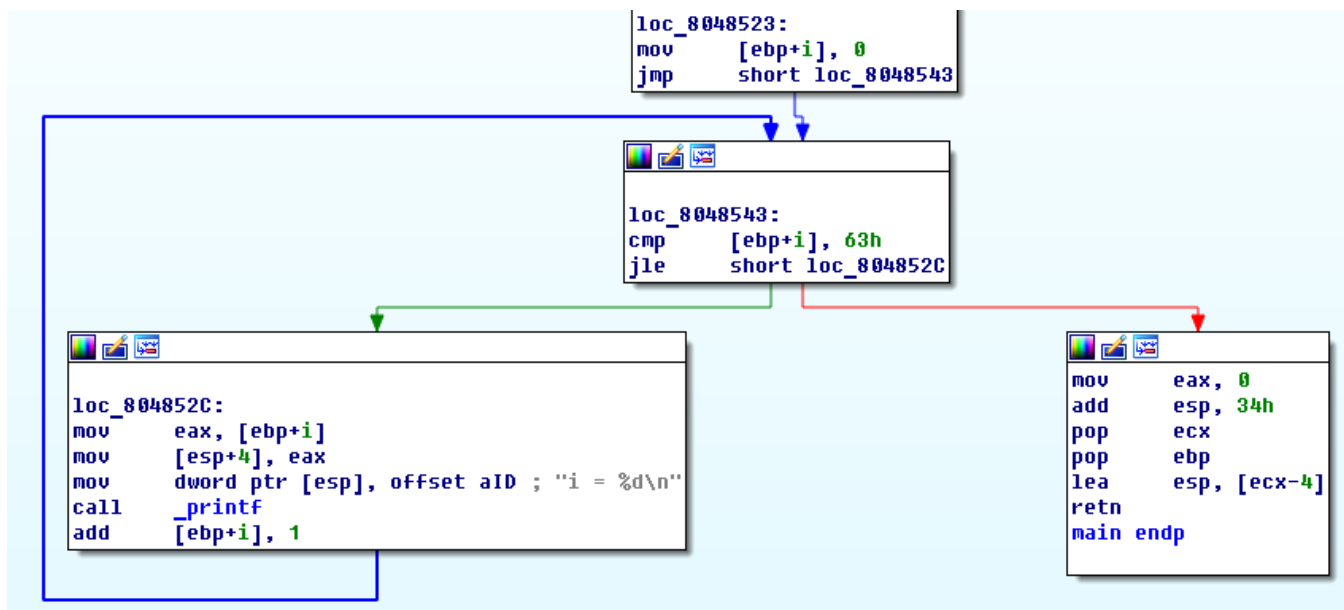 loc_8048523:
mov [ebp+i], 0
jmp short loc_8048543
loc_8048543:
cmp [ebp+i], 63h
jle short loc_804852C
loc_804852C:
mov eax, [ebp+i]
mov [esp+4], eax
mov dword ptr [esp], offset aID ; "i = %d\n"
call _printf
add [ebp+i], 1
mov eax, 0
add esp, 34h
pop ecx
pop ebp
lea esp, [ecx-4]
retn
main endp